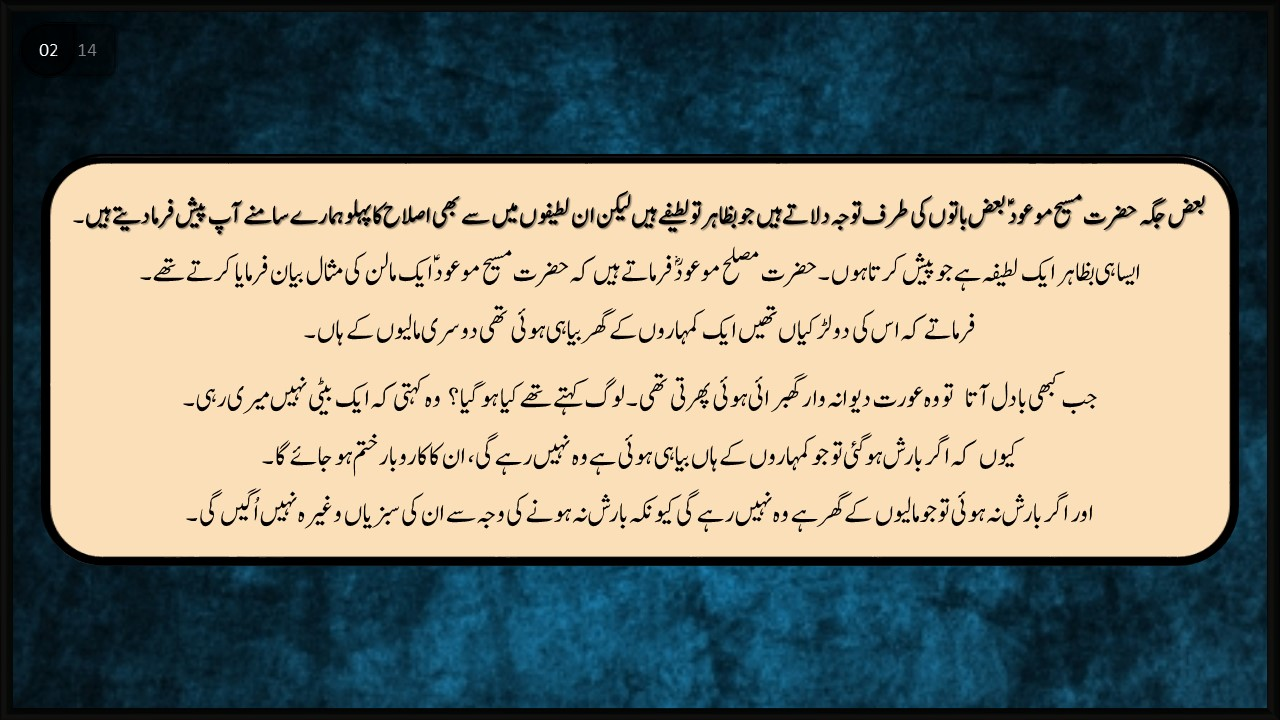 02 14
بعض جگہ حضرت مسیح موعودؑ بعض باتوں کی طرف توجہ دلاتے ہیں جو بظاہر تو لطیفے ہیں لیکن ان لطیفوں میں سے بھی اصلاح کا پہلو ہمارے سامنے آپ پیش فرما دیتے ہیں۔
ایسا ہی بظاہر ایک لطیفہ ہے جو پیش کرتا ہوں۔ حضرت مصلح موعودؓ فرماتے ہیں کہ حضرت مسیح موعودؑ ایک مالن کی مثال بیان فرمایا کرتے تھے۔
فرماتے کہ اس کی دو لڑکیاں تھیں ایک کمہاروں کے گھر بیاہی ہوئی تھی دوسری مالیوں کے ہاں۔
جب کبھی بادل آتا تو وہ عورت دیوانہ وار گھبرائی ہوئی پھرتی تھی۔ لوگ کہتے تھے کیا ہو گیا؟ وہ کہتی کہ ایک بیٹی نہیں میری رہی۔
کیوں کہ اگر بارش ہو گئی تو جو کمہاروں کے ہاں بیاہی ہوئی ہے وہ نہیں رہے گی، ان کا کاروبار ختم ہو جائے گا۔
اور اگر بارش نہ ہوئی تو جو مالیوں کے گھر ہے وہ نہیں رہے گی کیونکہ بارش نہ ہونے کی وجہ سے ان کی سبزیاں وغیرہ نہیں اُگیں گی۔